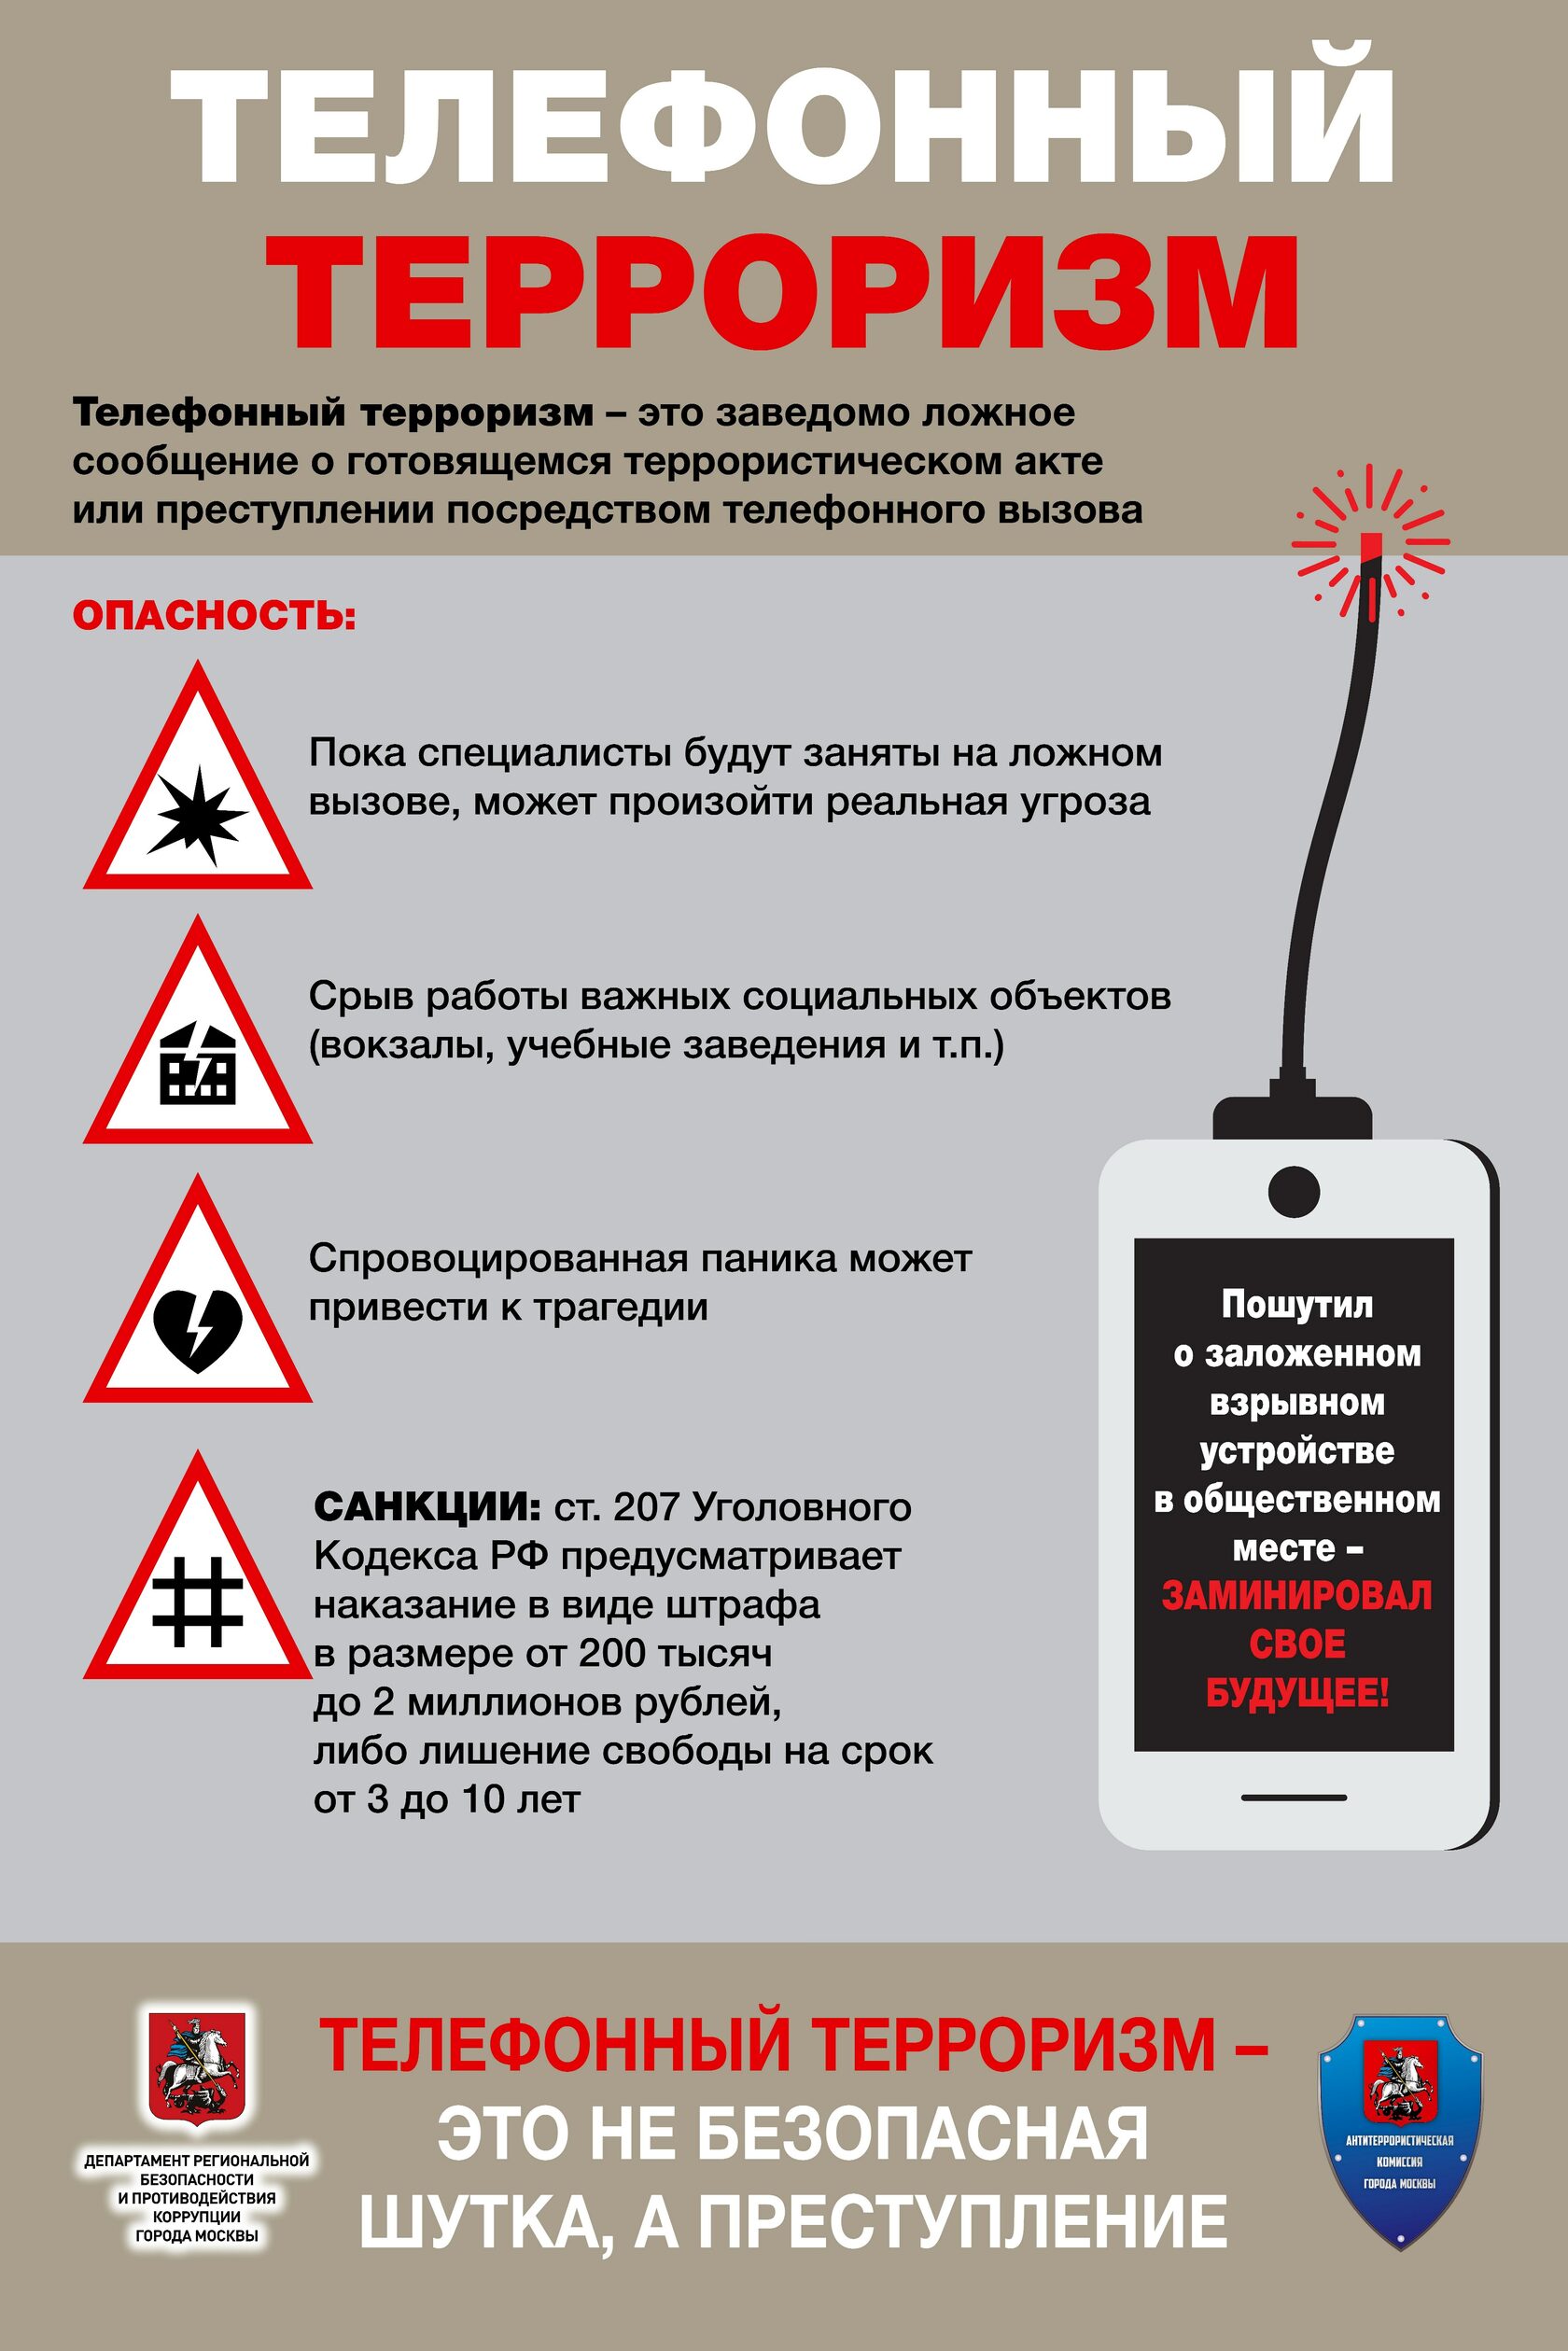 ТЕЛЕФОННЫЙ
ТЕРРОРИЗМ
Телефонный терроризм – это заведомо ложное
сообщение о готовящемся террористическом акте
или преступлении посредством телефонного вызова
ОПАСНОСТЬ:
Пока специалисты будут заняты на ложном
вызове, может произойти реальная угроза
Срыв работы важных социальных объектов
(вокзалы, учебные заведения и т.п.)
Спровоцированная паника может
привести к трагедии
САНКЦИИ: ст. 207 Уголовного
Кодекса РФ предусматривает
наказание в виде штрафа
в размере от 200 тысяч
до 2 миллионов рублей,
либо лишение свободы на срок
от 3 до 10 лет
Пошутил
о заложенном
взрывном
устройстве
в общественном
месте –
ЗАМИНИРОВАЛ
СВОЕ
БУДУЩЕЕ!
ДЕПАРТАМЕНТ РЕГИОНАЛЬНОЙ
БЕЗОПАСНОСТИ
И ПРОТИВОДЕЙСТВИЯ
КОРРУПЦИИ
ГОРОДА МОСКВЫ
ТЕЛЕФОННЫЙ ТЕРРОРИЗМ –
ЭТО НЕ БЕЗОПАСНАЯ
ШУТКА, А ПРЕСТУПЛЕНИЕ
АНТИТЕРРОРИСТИЧЕСКАЯ
КОМИССИЯ
ГОРОДА МОСКВЫ